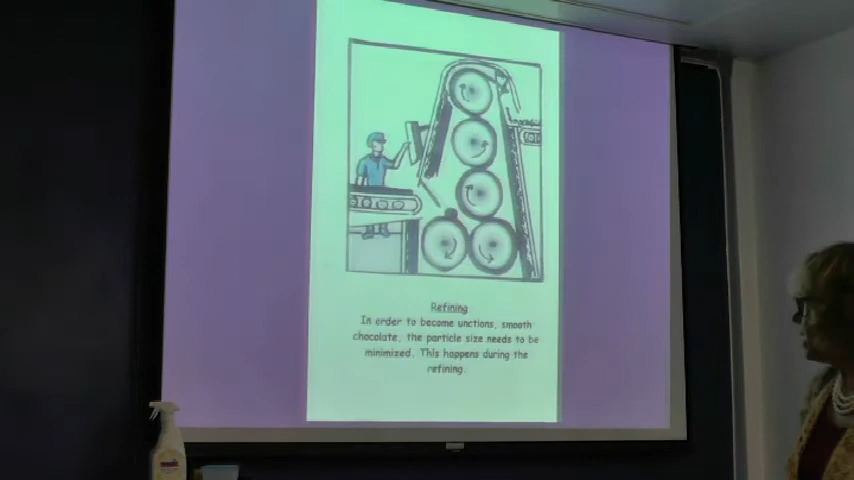 Refining
In order to become unctions, smooth
chocolate, the particle size needs to be
minimized. This happens during the
refining.